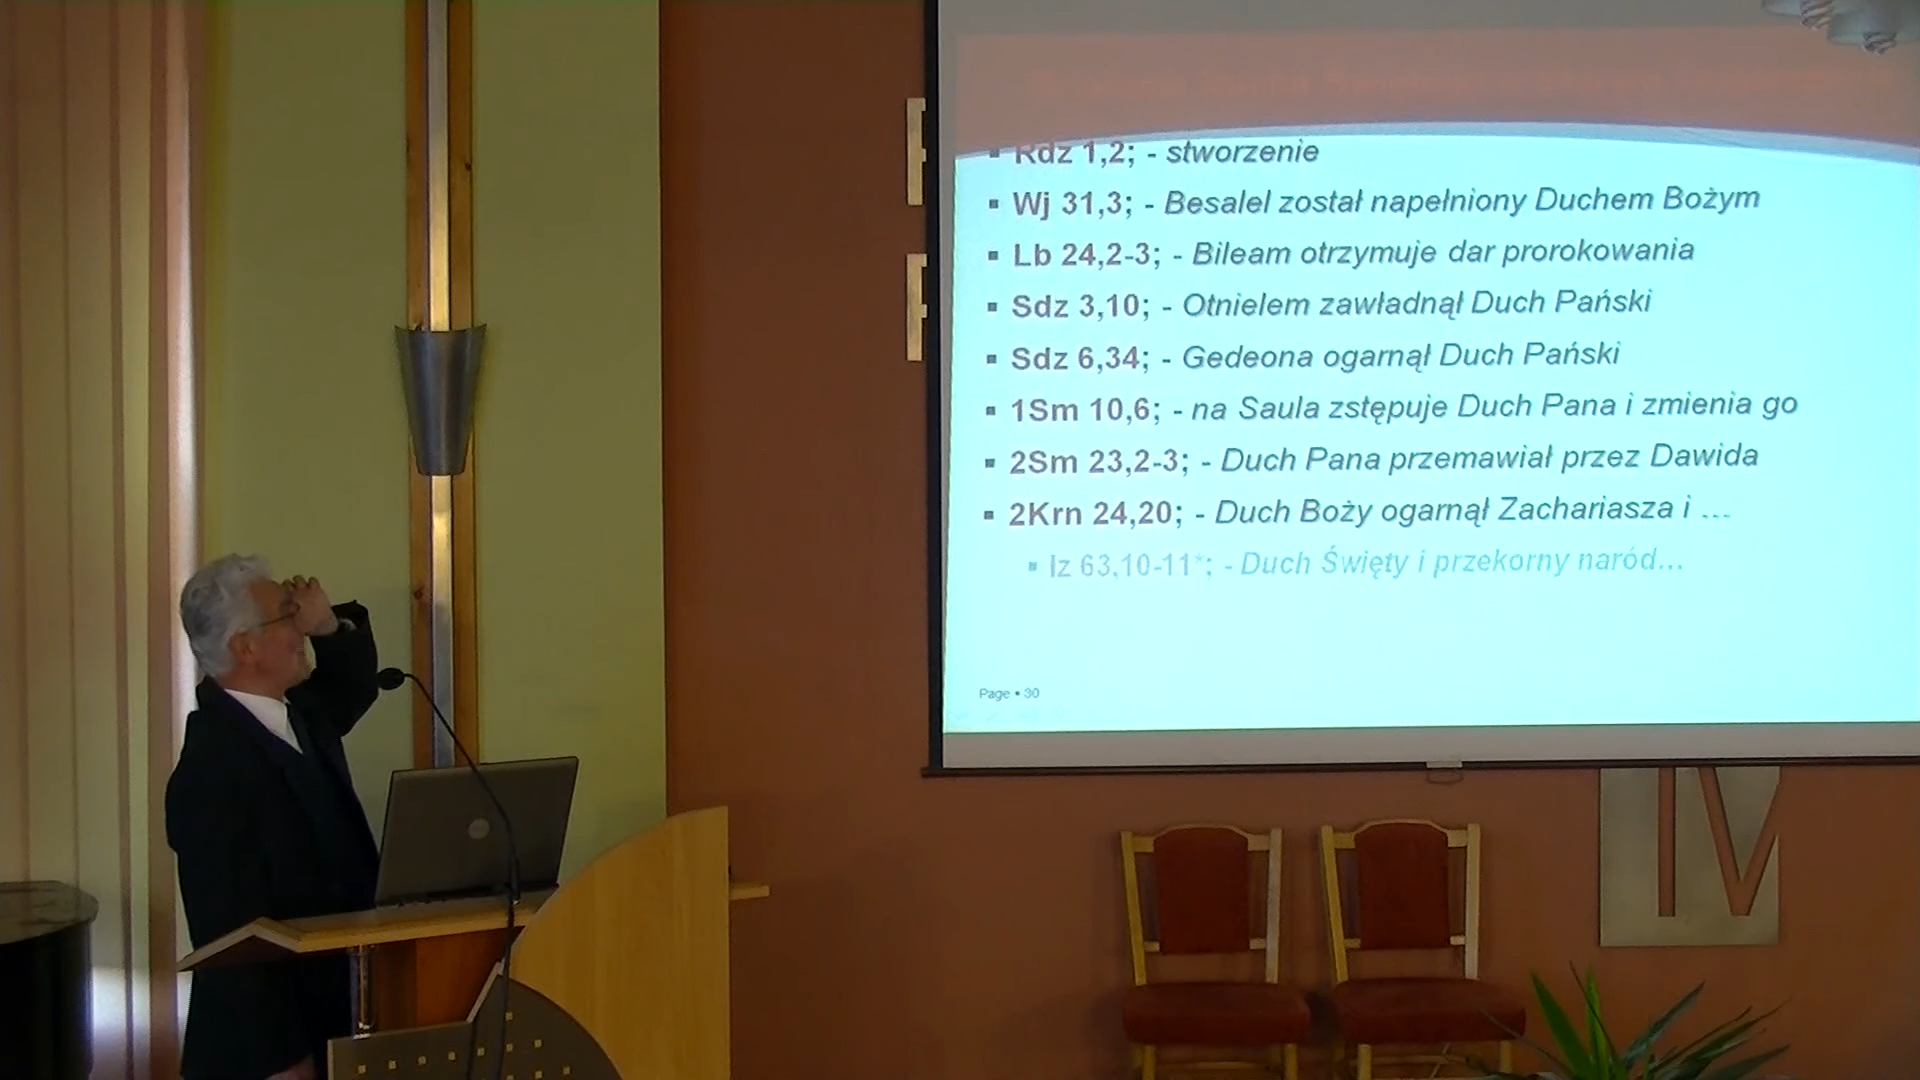 Rdz 1,2; - stworzenie
Wj 31,3; - Besalel został napełniony Duchem Bożym
Lb 24,2-3; - Bileam otrzymuje dar prorokowania
Sdz 3,10; - Otnielem zawładnął Duch Pański
Sdz 6,34; - Gedeona ogarnął Duch Pański
1Sm 10,6; - na Saula zstępuje Duch Pana i zmienia go
2Sm 23,2-3; - Duch Pana przemawiał przez Dawida
2Krn 24,20; - Duch Boży ogarnął Zachariasza i ...
Iz 63,10-11*; - Duch Święty i przekorny naród...
Page • 30
IV